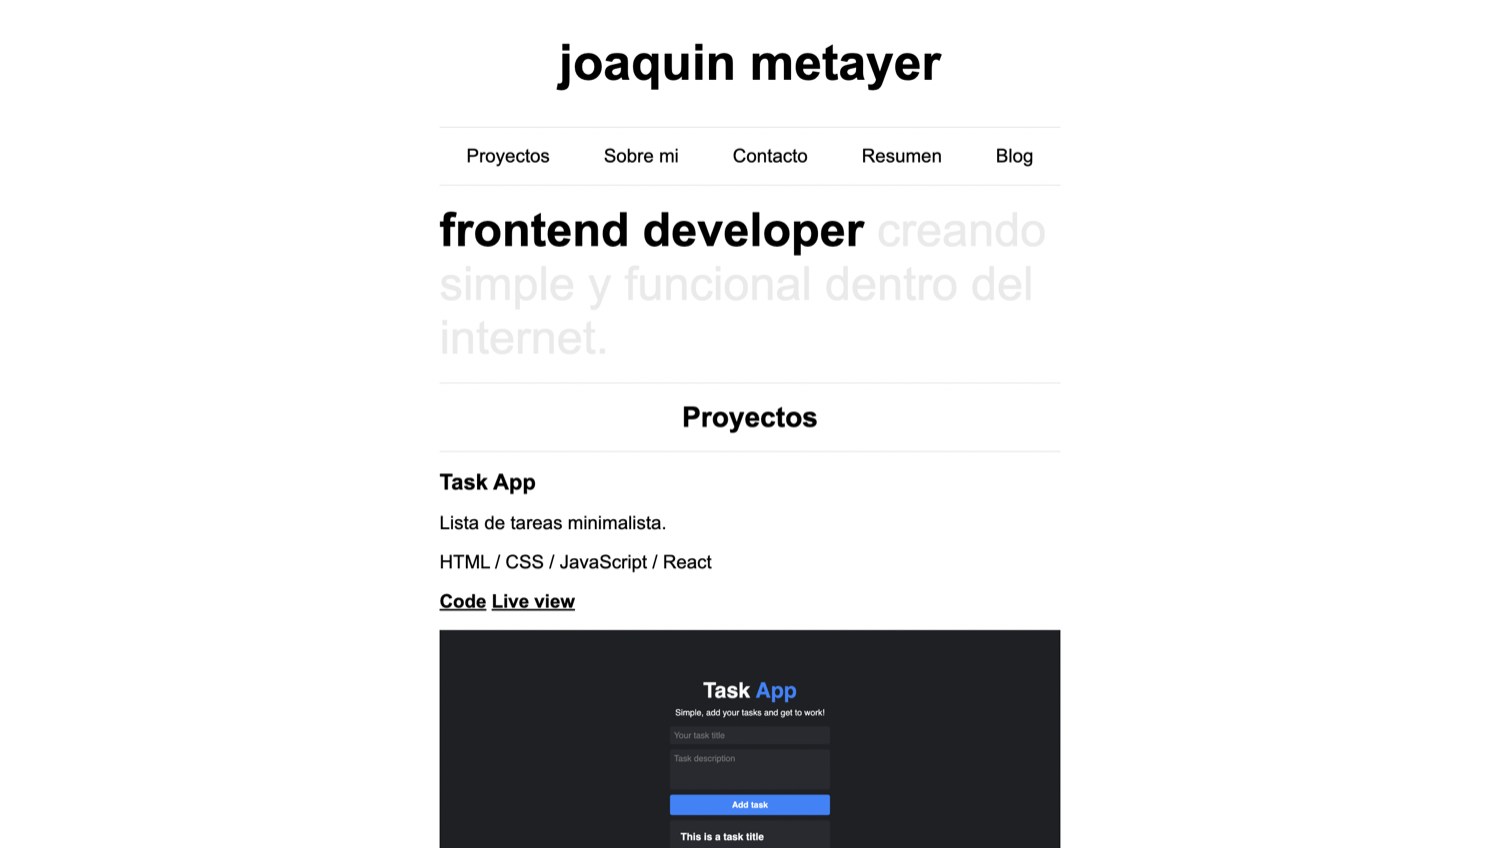 joaquin metayer
Proyectos Sobre mi Contacto Resumen Blog
frontend developer creando
simple y funcional dentro del
internet.
Proyectos
Task App
Lista de tareas minimalista.
HTML / CSS / JavaScript / React
Code Live view
Task App
Simple, add your tasks and get to work!
Your task title
Task description
Add task
This is a task title